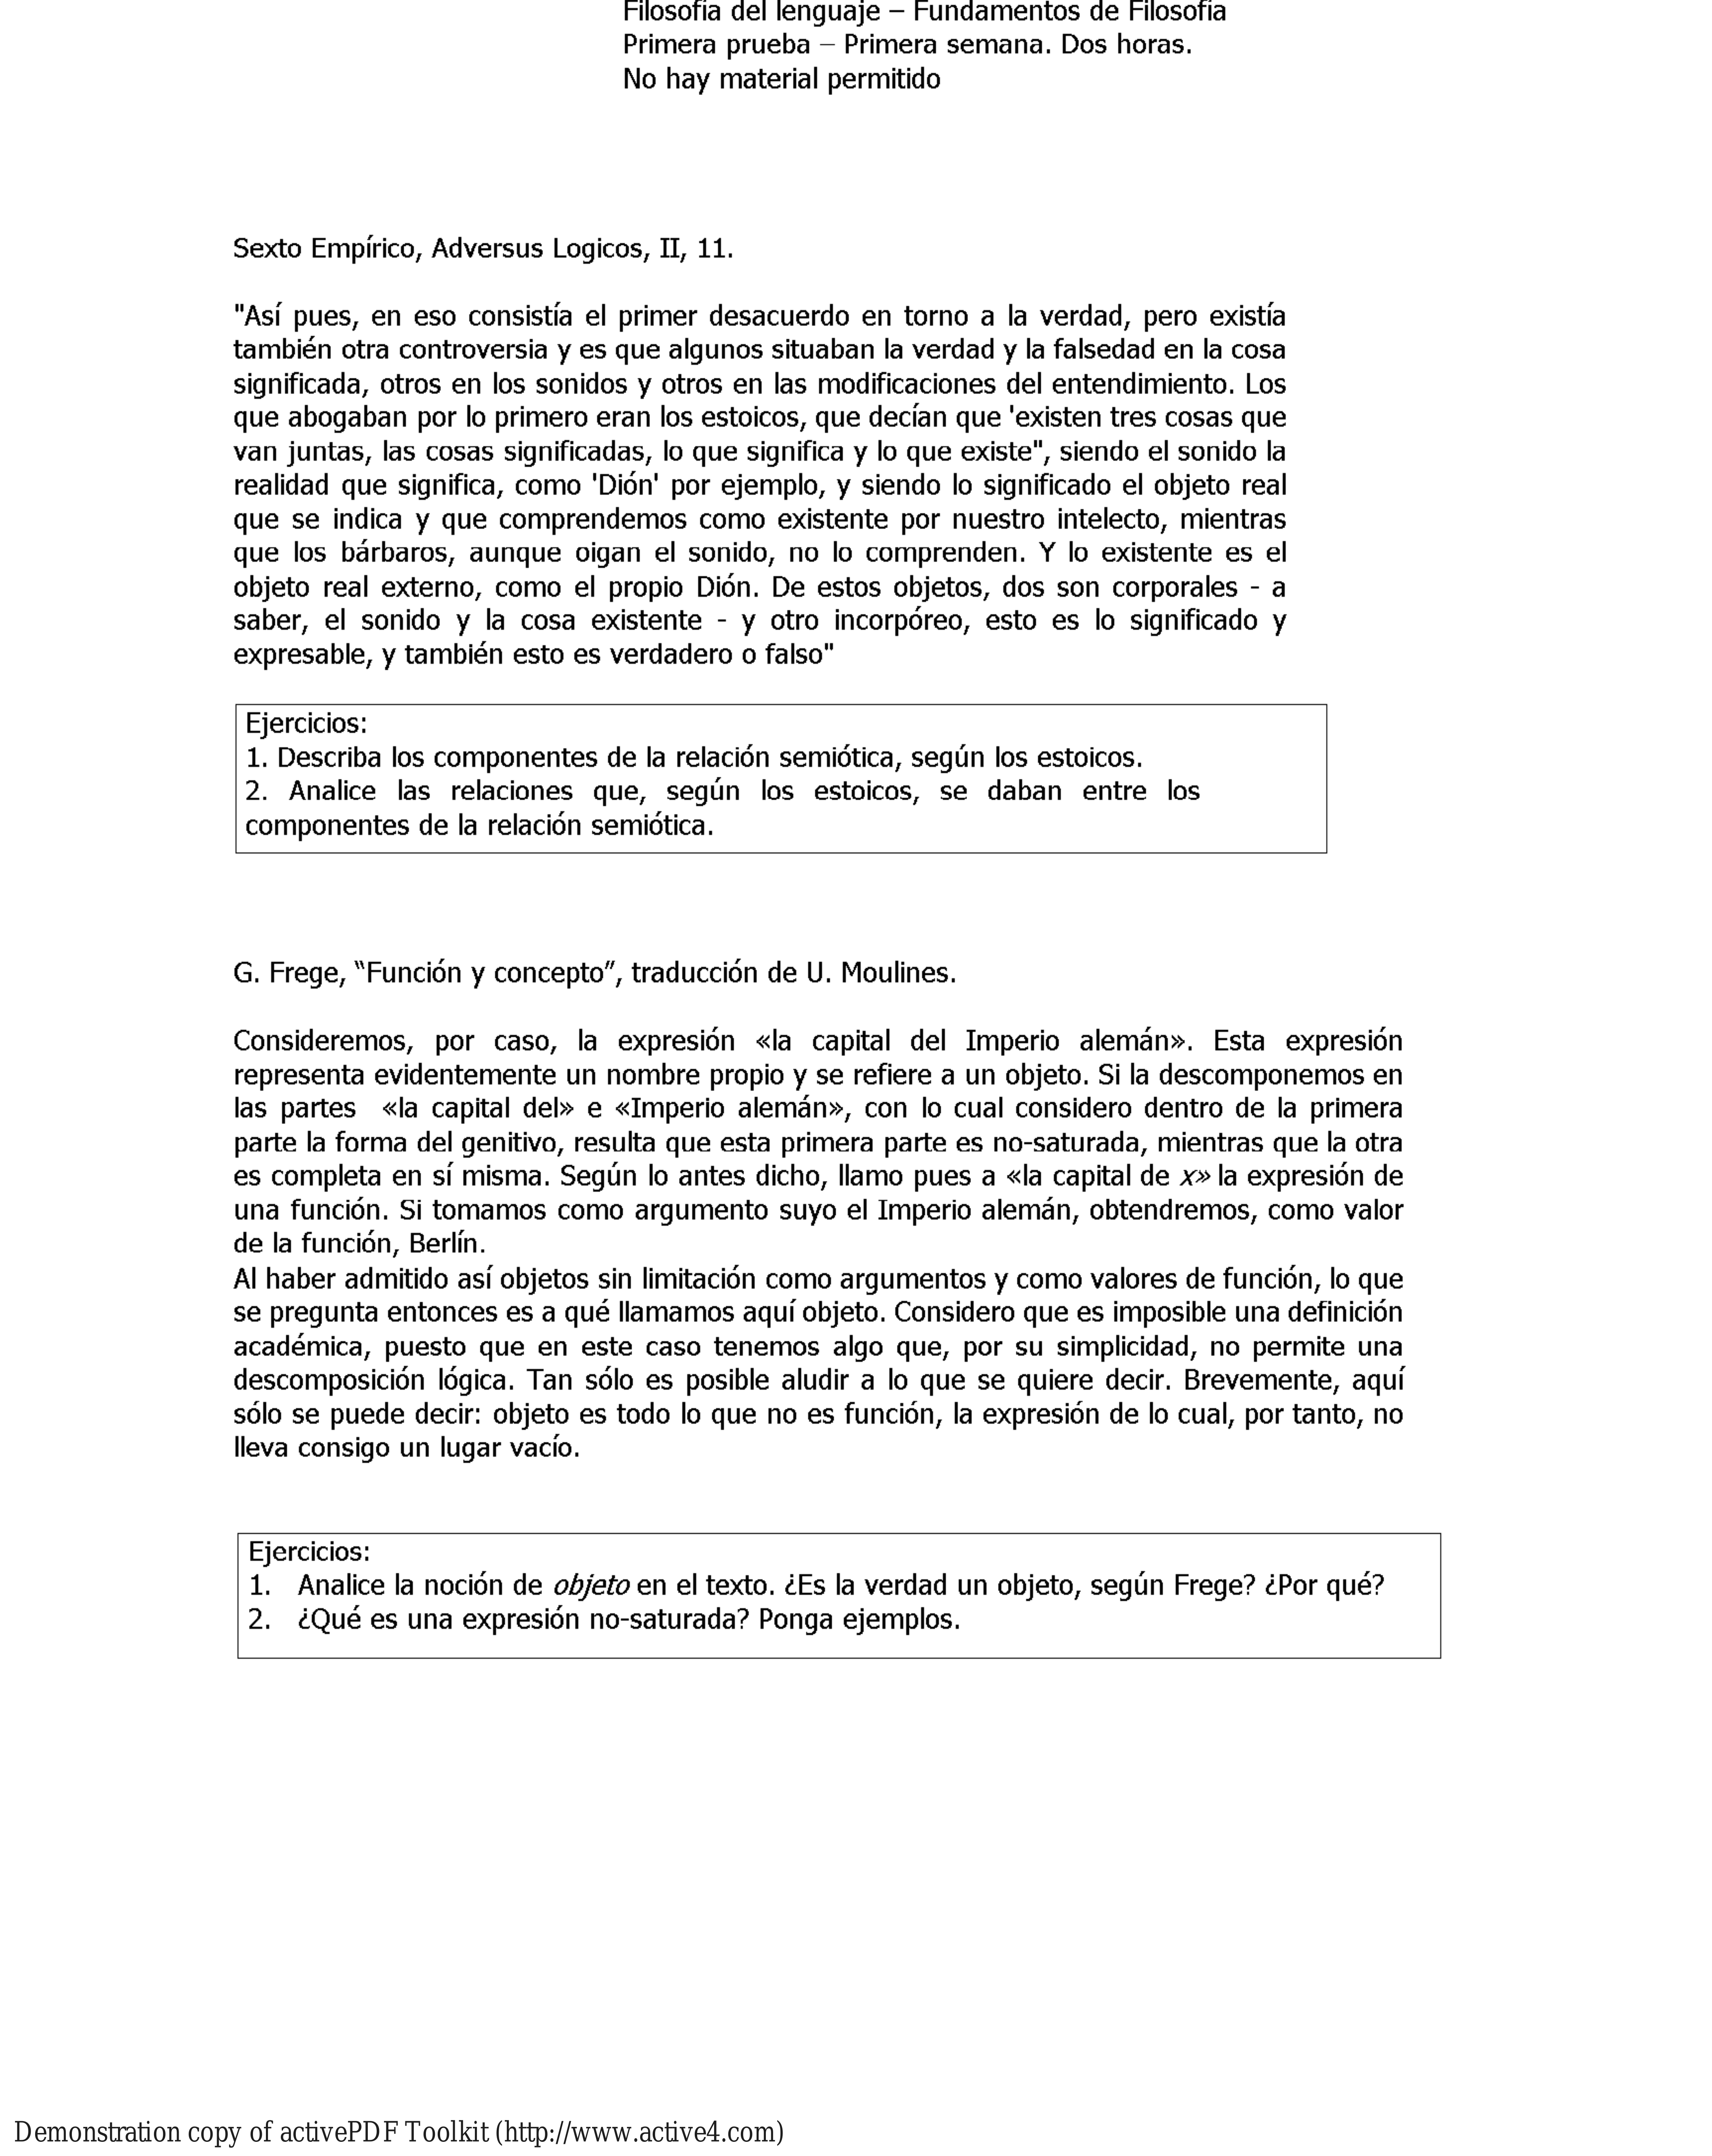 Filosofía del lenguaje – Fundamentos de Filosofía
Primera prueba – Primera semana. Dos horas.
No hay material permitido
Sexto Empírico, Adversus Logicos, II, 11.
"Así pues, en eso consistía el primer desacuerdo en torno a la verdad, pero existía
también otra controversia y es que algunos situaban la verdad y la falsedad en la cosa
significada, otros en los sonidos y otros en las modificaciones del entendimiento. Los
que abogaban por lo primero eran los estoicos, que decían que 'existen tres cosas que
van juntas, las cosas significadas, lo que significa y lo que existe", siendo el sonido la
realidad que significa, como 'Dión' por ejemplo, y siendo lo significado el objeto real
que se indica y que comprendemos como existente por nuestro intelecto, mientras
que los bárbaros, aunque oigan el sonido, no lo comprenden. Y lo existente es el
objeto real externo, como el propio Dión. De estos objetos, dos son corporales - a
saber, el sonido y la cosa existente - y otro incorpóreo, esto es lo significado y
expresable, y también esto es verdadero o falso"
Ejercicios:
1. Describa los componentes de la relación semiótica, según los estoicos.
2. Analice las relaciones que, según los estoicos, se daban entre los
componentes de la relación semiótica.
G. Frege, “Función y concepto”, traducción de U. Moulines.
Consideremos, por caso, la expresión «la capital del Imperio alemán». Esta expresión
representa evidentemente un nombre propio y se refiere a un objeto. Si la descomponemos en
las partes «la capital del» e «Imperio alemán», con lo cual considero dentro de la primera
parte la forma del genitivo, resulta que esta primera parte es no-saturada, mientras que la otra
es completa en sí misma. Según lo antes dicho, llamo pues a «la capital de x» la expresión de
una función. Si tomamos como argumento suyo el Imperio alemán, obtendremos, como valor
de la función, Berlín.
Al haber admitido así objetos sin limitación como argumentos y como valores de función, lo que
se pregunta entonces es a qué llamamos aquí objeto. Considero que es imposible una definición
académica, puesto que en este caso tenemos algo que, por su simplicidad, no permite una
descomposición lógica. Tan sólo es posible aludir a lo que se quiere decir. Brevemente, aquí
sólo se puede decir: objeto es todo lo que no es función, la expresión de lo cual, por tanto, no
lleva consigo un lugar vacío.
Ejercicios:
1. Analice la noción de objeto en el texto. ¿Es la verdad un objeto, según Frege? ¿Por qué?
2. ¿Qué es una expresión no-saturada? Ponga ejemplos.
Demonstration copy of activePDF Toolkit (http://www.active4.com)